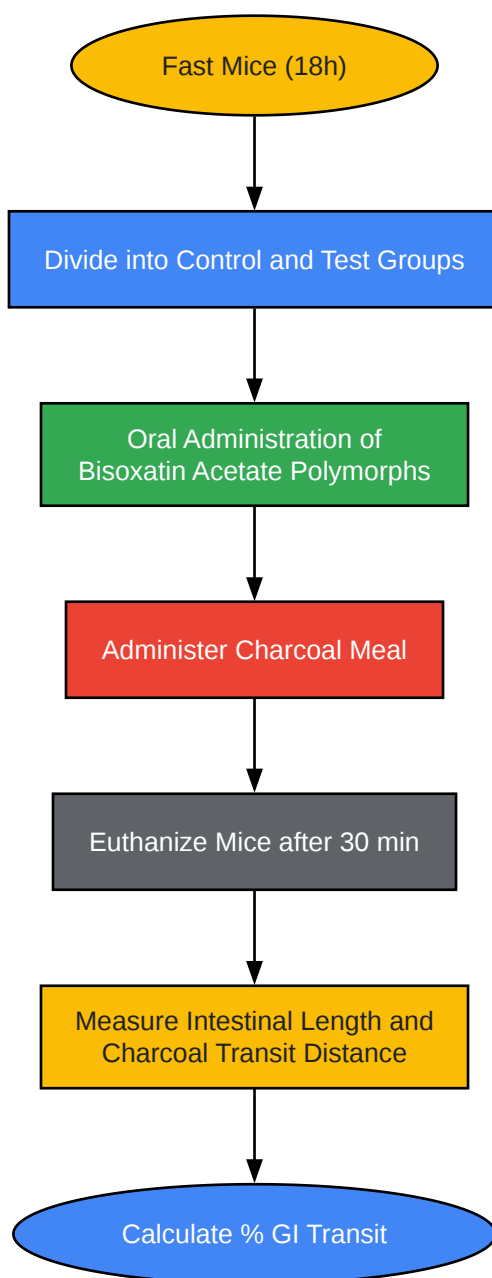 Fast Mice (18h)
Divide into Control and Test Groups
Oral Administration of
Bisoxatin Acetate Polymorphs
Administer Charcoal Meal
Euthanize Mice after 30 min
Measure Intestinal Length and
Charcoal Transit Distance
Calculate % GI Transit